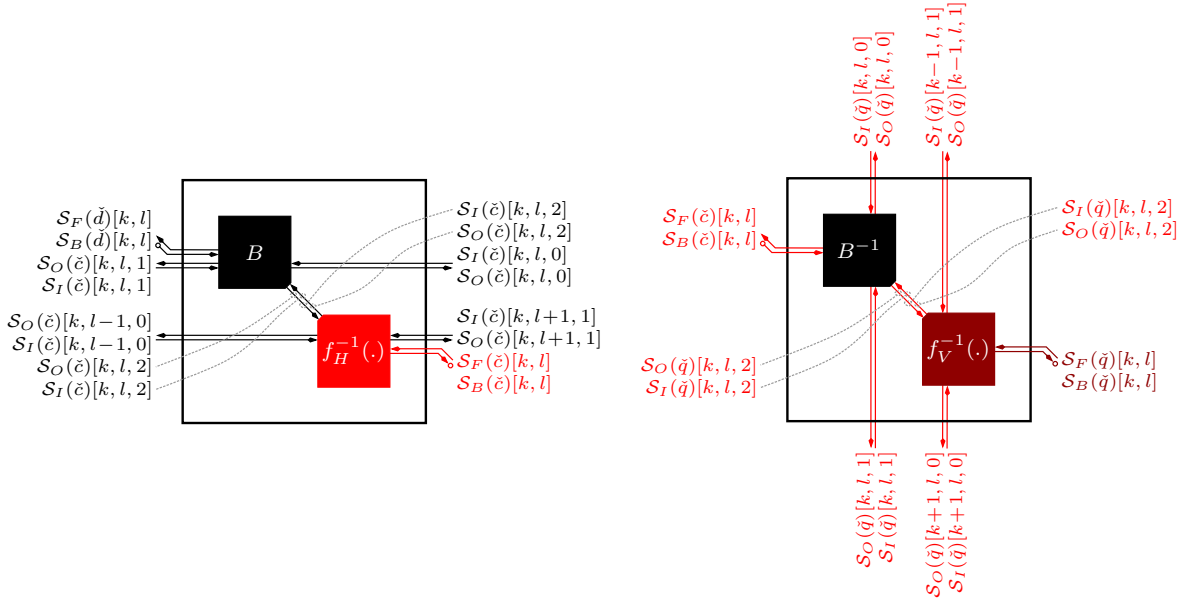 𝒮_F(ď)[k, l]
𝒮_B(ď)[k, l]
𝒮_O(č)[k, l, 1]
𝒮_I(č)[k, l, 1]
𝒮_O(č)[k, l−1, 0]
𝒮_I(č)[k, l−1, 0]
𝒮_O(č)[k, l, 2]
𝒮_I(č)[k, l, 2]
B
f_H^{-1}(.)
𝒮_I(č)[k, l, 2]
𝒮_O(č)[k, l, 2]
𝒮_I(č)[k, l, 0]
𝒮_O(č)[k, l, 0]
𝒮_I(č)[k, l+1, 1]
𝒮_O(č)[k, l+1, 1]
𝒮_F(č)[k, l]
𝒮_B(č)[k, l]
𝒮_I(q̌)[k, l, 0]
𝒮_O(q̌)[k, l, 0]
𝒮_I(q̌)[k−1, l, 1]
𝒮_O(q̌)[k−1, l, 1]
𝒮_F(č)[k, l]
𝒮_B(č)[k, l]
𝒮_O(q̌)[k, l, 2]
𝒮_I(q̌)[k, l, 2]
B^{-1}
f_V^{-1}(.)
𝒮_I(q̌)[k, l, 2]
𝒮_O(q̌)[k, l, 2]
𝒮_F(q̌)[k, l]
𝒮_B(q̌)[k, l]
𝒮_O(q̌)[k, l, 1]
𝒮_I(q̌)[k, l, 1]
𝒮_O(q̌)[k+1, l, 0]
𝒮_I(q̌)[k+1, l, 0]